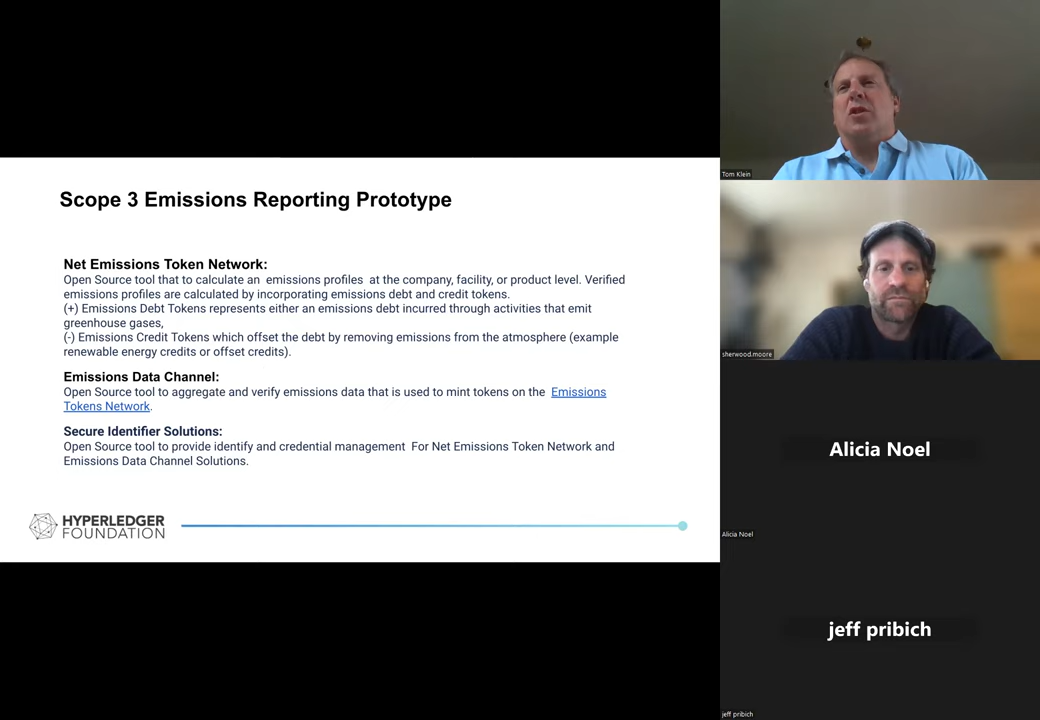 Scope 3 Emissions Reporting Prototype
Net Emissions Token Network:
Open Source tool that to calculate an  emissions profiles  at the company, facility, or product level. Verified
emissions profiles are calculated by incorporating emissions debt and credit tokens.
(+) Emissions Debt Tokens represents either an emissions debt incurred through activities that emit
greenhouse gases,
(-) Emissions Credit Tokens which offset the debt by removing emissions from the atmosphere (example
renewable energy credits or offset credits).
Emissions Data Channel:
Open Source tool to aggregate and verify emissions data that is used to mint tokens on the  Emissions
Tokens Network.
Secure Identifier Solutions:
Open Source tool to provide identify and credential management  For Net Emissions Token Network and
Emissions Data Channel Solutions.
HYPERLEDGER
FOUNDATION
Tom Klein
sherwood.moore
Alicia Noel
Alicia Noel
jeff pribich
jeff pribich